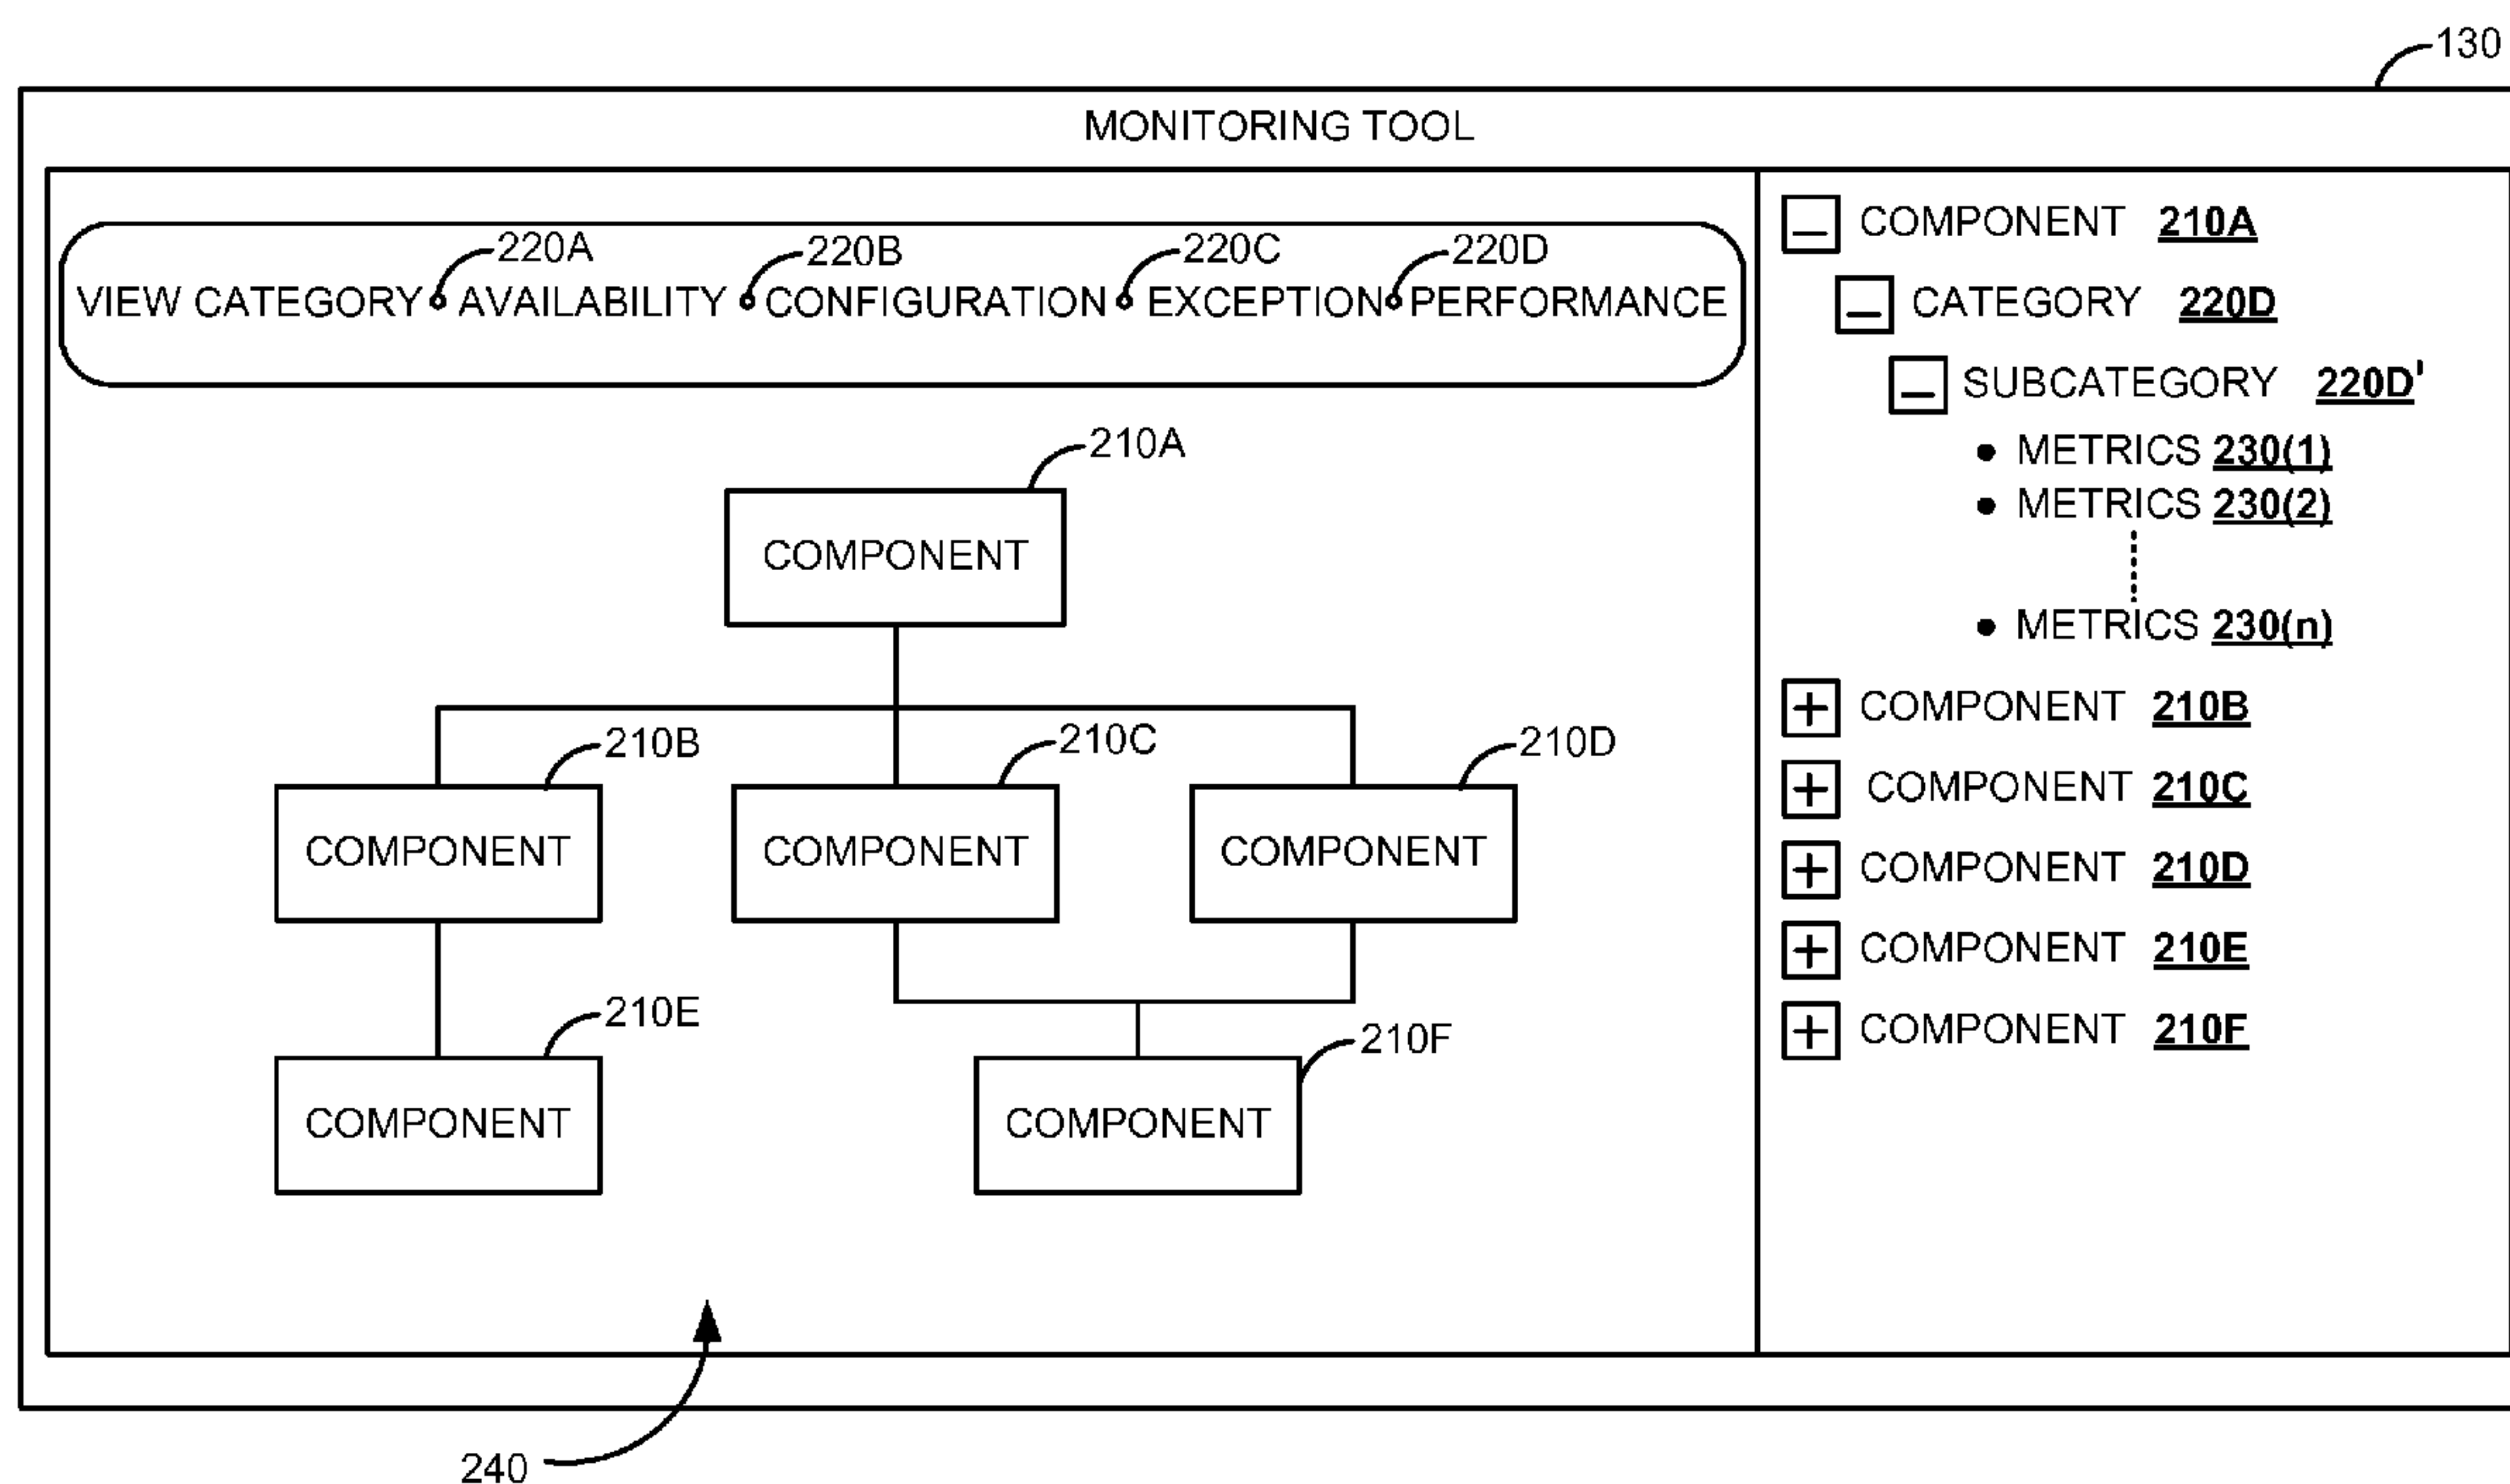 130
MONITORING TOOL
220A 220B 220C 220D
VIEW CATEGORY AVAILABILITY CONFIGURATION EXCEPTION PERFORMANCE
210A
COMPONENT
210B 210C 210D
COMPONENT COMPONENT COMPONENT
210E 210F
COMPONENT COMPONENT
240
− COMPONENT 210A
− CATEGORY 220D
− SUBCATEGORY 220D'
• METRICS 230(1)
• METRICS 230(2)
• METRICS 230(n)
+ COMPONENT 210B
+ COMPONENT 210C
+ COMPONENT 210D
+ COMPONENT 210E
+ COMPONENT 210F